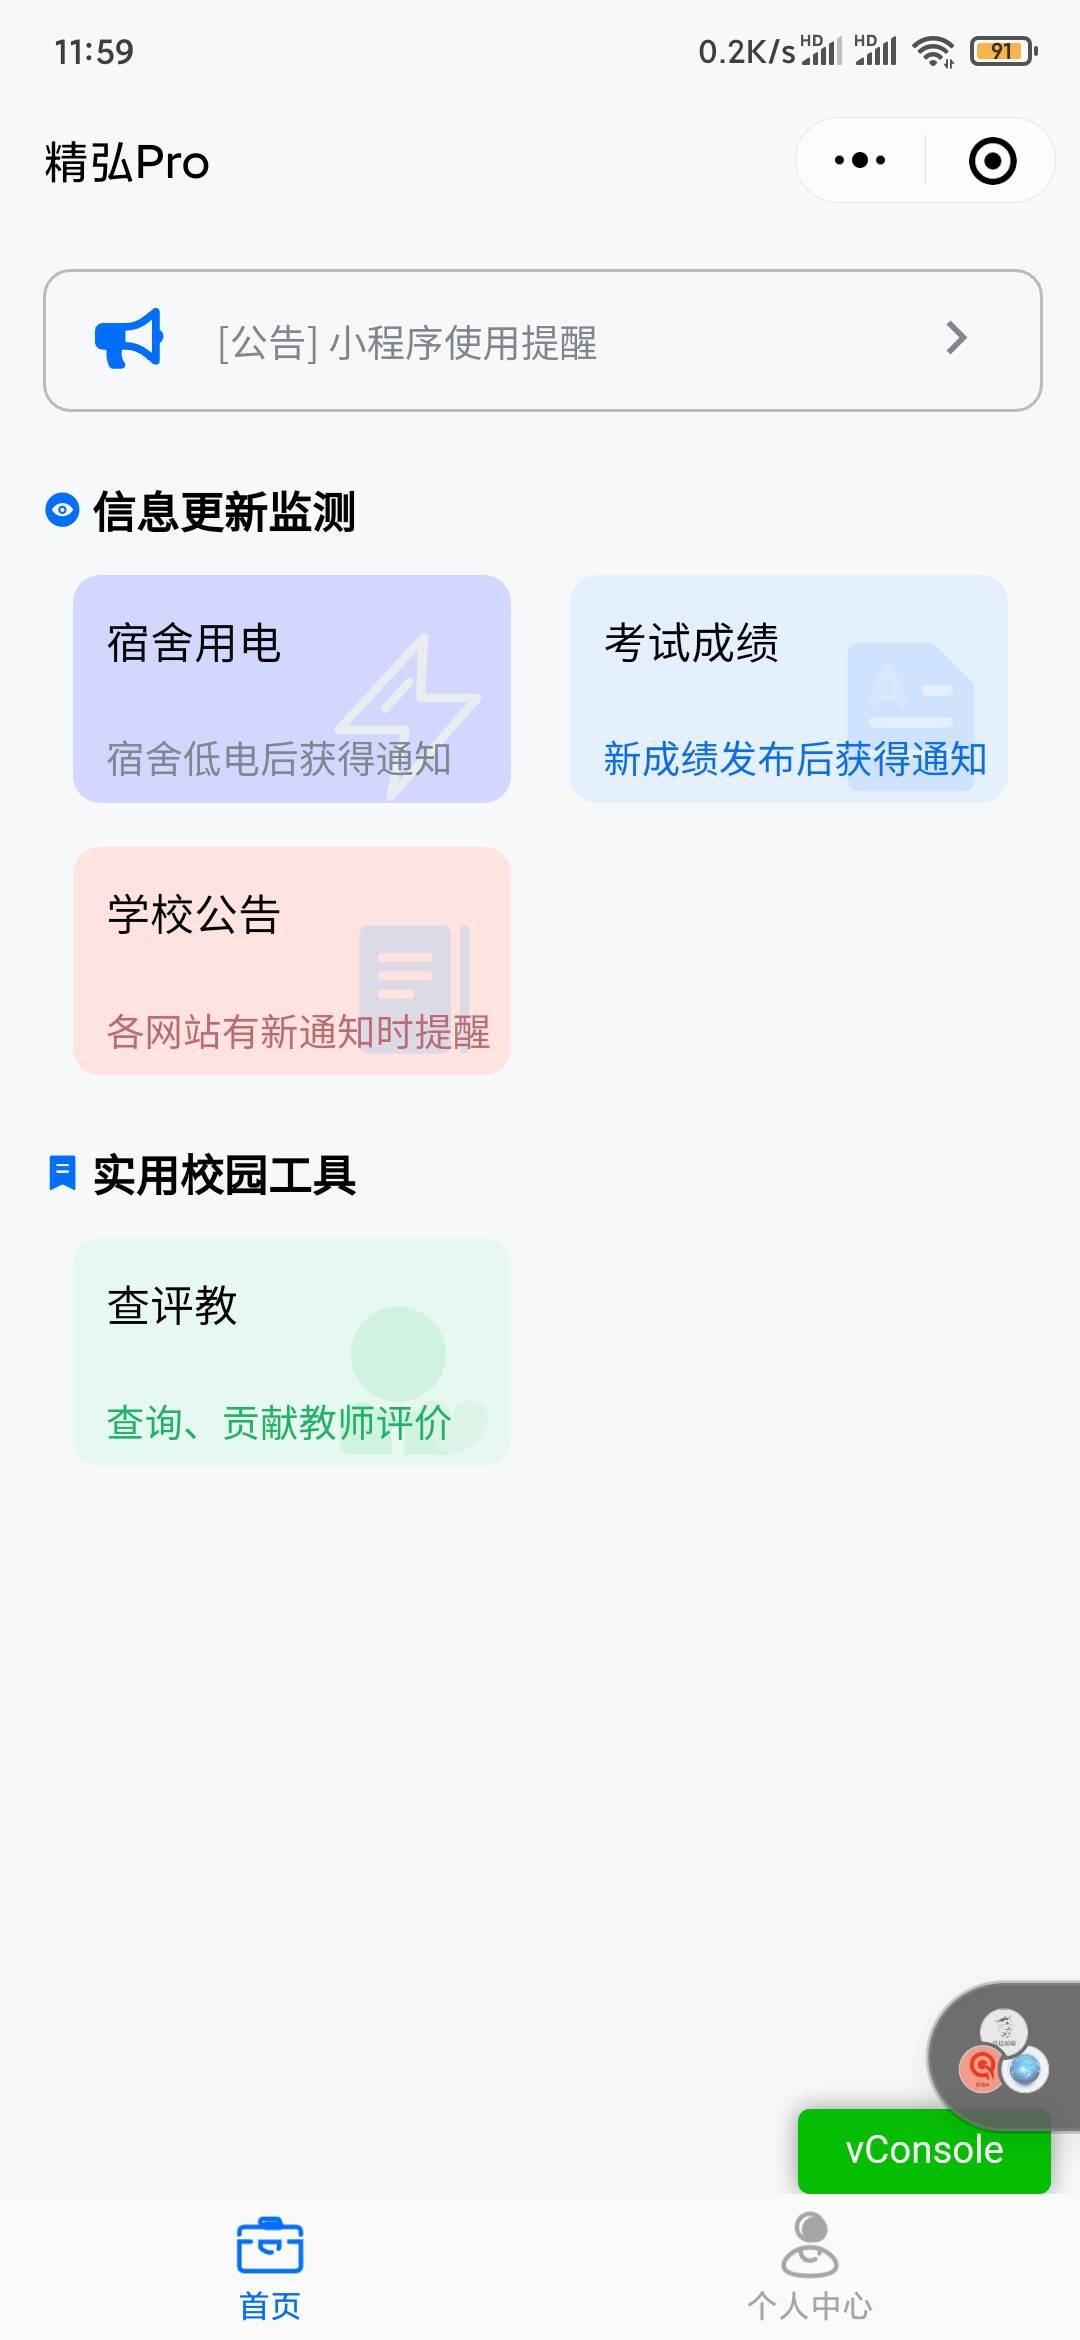 11:59
0.2K/s HD HD 91
精弘Pro
[公告] 小程序使用提醒
信息更新监测
宿舍用电
考试成绩
宿舍低电后获得通知
新成绩发布后获得通知
学校公告
各网站有新通知时提醒
实用校园工具
查评教
查询、贡献教师评价
vConsole
首页
个人中心